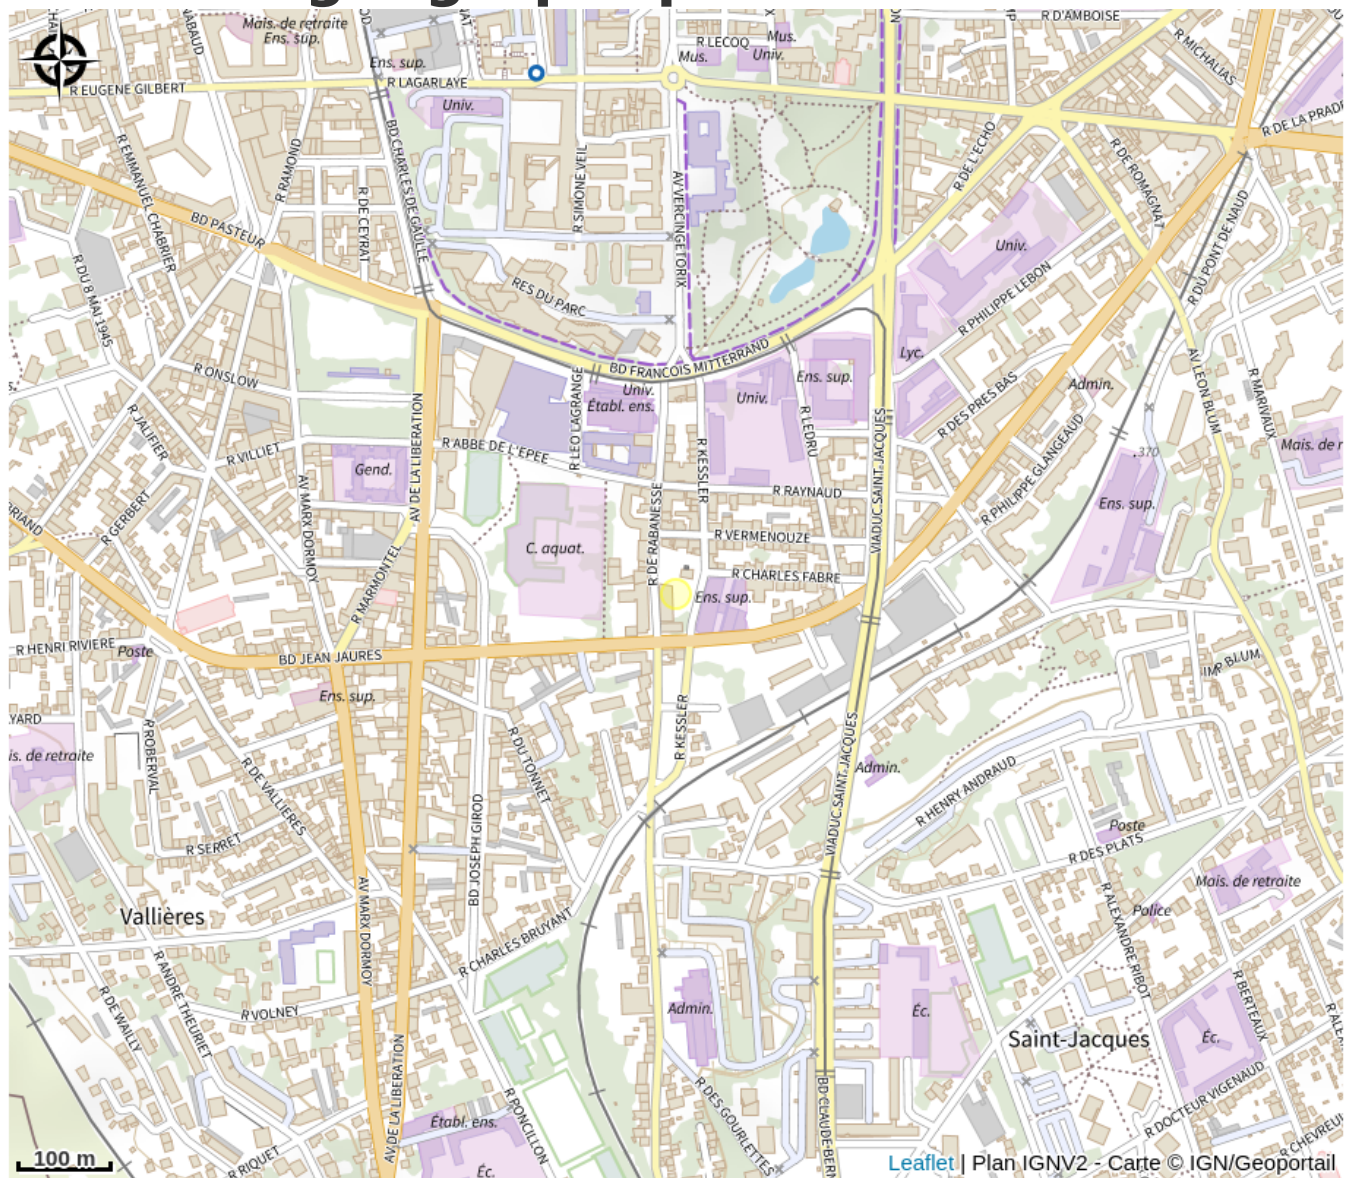 Mais. de retraite
Ens. sup.
R LECOQ
Mus.
Univ.
Mus.
R D'AMBOISE
R MICHALIAS
Ens. sup.
R LAGARLAYE
R EUGENE GILBERT
Univ.
R DE LA PRADE
R EMMANUEL CHABRIER
R RAMOND
BD CHARLES DE GAULLE
R SIMONE VEIL
AV VERCINGETORIX
R DE L'ECHO
R DE ROMAGNAT
R DE CEYRAT
BD PASTEUR
R DU PONT DE NAUD
Univ.
R DU 8 MAI 1945
RES DU PARC
R PHILIPPE LEBON
R ONSLOW
BD FRANCOIS MITTERRAND
Lyc.
Univ.
Établ. ens.
Univ.
Ens. sup.
Admin.
AV LEON BLUM
R MARIVAUX
R LEO LAGRANGE
R DES PRES BAS
R JALIFIER
AV DE LA LIBERATION
R ABBE DE L'EPEE
R KESSLER
R LEDRU
VIADUC SAINT-JACQUES
R PHILIPPE GLANGEAUD
Mais. de r
370
R VILLIET
Gend.
R RAYNAUD
Ens. sup.
R GERBERT
AV MARX DORMOY
BRIAND
C. aquat.
R DE RABANESSE
R VERMENOUZE
R CHARLES FABRE
Ens. sup.
R MARMONTEL
R HENRI RIVIERE
Poste
BD JEAN JAURES
IMP BLUM
Ens. sup.
YARD
is. de retraite
R ROBERVAL
R DE VALLIERES
R DU TONNET
R KESSLER
VIADUC SAINT-JACQUES
Admin.
R HENRY ANDRAUD
R SERRET
BD JOSEPH GIROD
Poste
R DES PLATS
Mais. de retraite
Vallières
AV MARX DORMOY
R CHARLES BRUYANT
R ALEXANDRE RIBOT
Police
R DE WAILLY
R ANDRE THEURIET
R VOLNEY
Admin.
Éc.
Saint-Jacques
R BERTEAUX
Éc.
R ALEX
AV DE LA LIBERATION
R PONCILLON
R DES GOURLETTES
BD CLAUDE BERN
R DOCTEUR VIGENAUD
R CHEVREUL
Établ. ens.
Éc.
R RIQUET
100 m
Leaflet | Plan IGNV2 - Carte © IGN/Geoportail